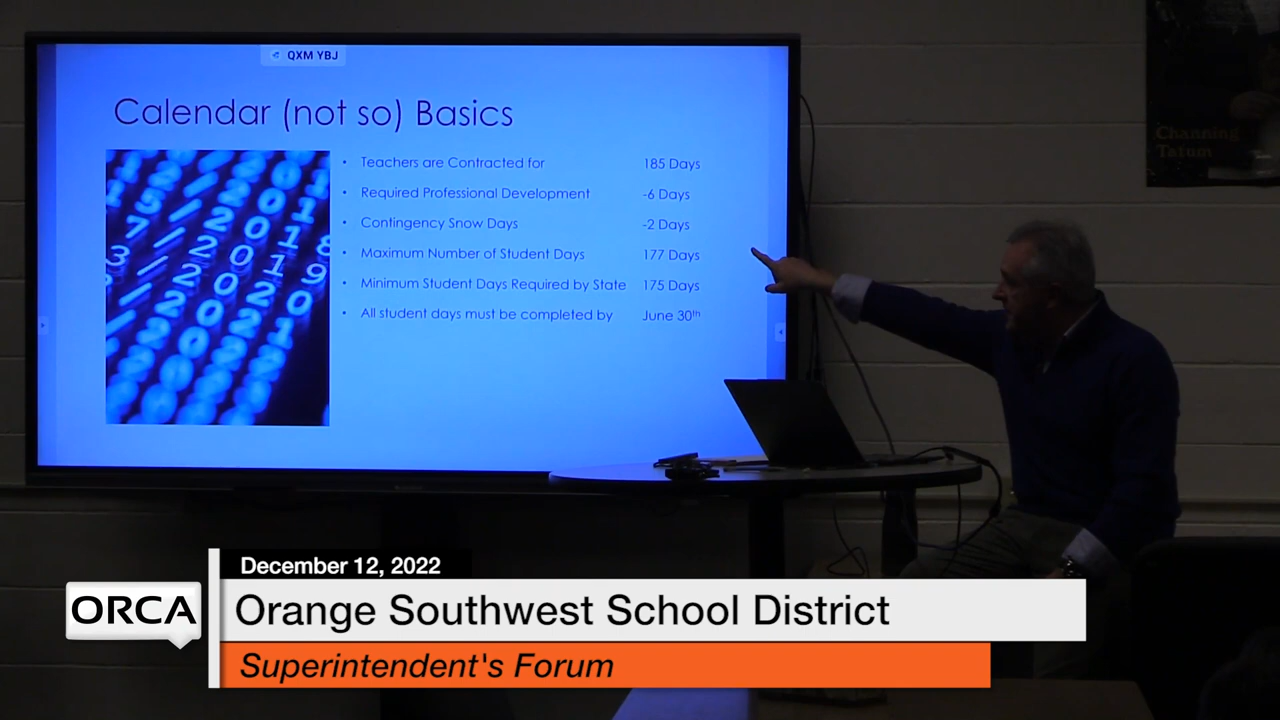 QXM YBJ
Calendar (not so) Basics
• Teachers are Contracted for 185 Days
• Required Professional Development -6 Days
• Contingency Snow Days -2 Days
• Maximum Number of Student Days 177 Days
• Minimum Student Days Required by State 175 Days
• All student days must be completed by June 30th
Channing
Tatum
December 12, 2022
ORCA
Orange Southwest School District
Superintendent's Forum